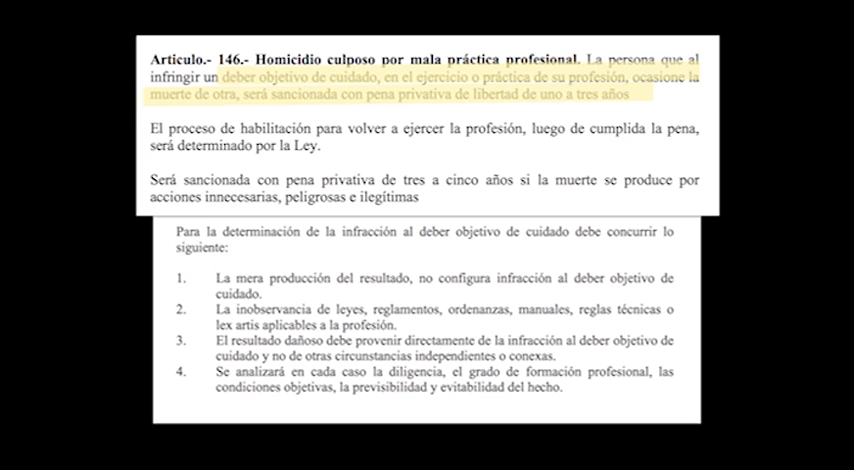 Articulo.- 146.- Homicidio culposo por mala práctica profesional. La persona que al
infringir un deber objetivo de cuidado, en el ejercicio o práctica de su profesión, ocasione la
muerte de otra, será sancionada con pena privativa de libertad de uno a tres años
El proceso de habilitación para volver a ejercer la profesión, luego de cumplida la pena,
será determinado por la Ley.
Será sancionada con pena privativa de tres a cinco años si la muerte se produce por
acciones innecesarias, peligrosas e ilegítimas
Para la determinación de la infracción al deber objetivo de cuidado debe concurrir lo
siguiente:
1. La mera producción del resultado, no configura infracción al deber objetivo de
cuidado.
2. La inobservancia de leyes, reglamentos, ordenanzas, manuales, reglas técnicas o
lex artis aplicables a la profesión.
3. El resultado dañoso debe provenir directamente de la infracción al deber objetivo de
cuidado y no de otras circunstancias independientes o conexas.
4. Se analizará en cada caso la diligencia, el grado de formación profesional, las
condiciones objetivas, la previsibilidad y evitabilidad del hecho.